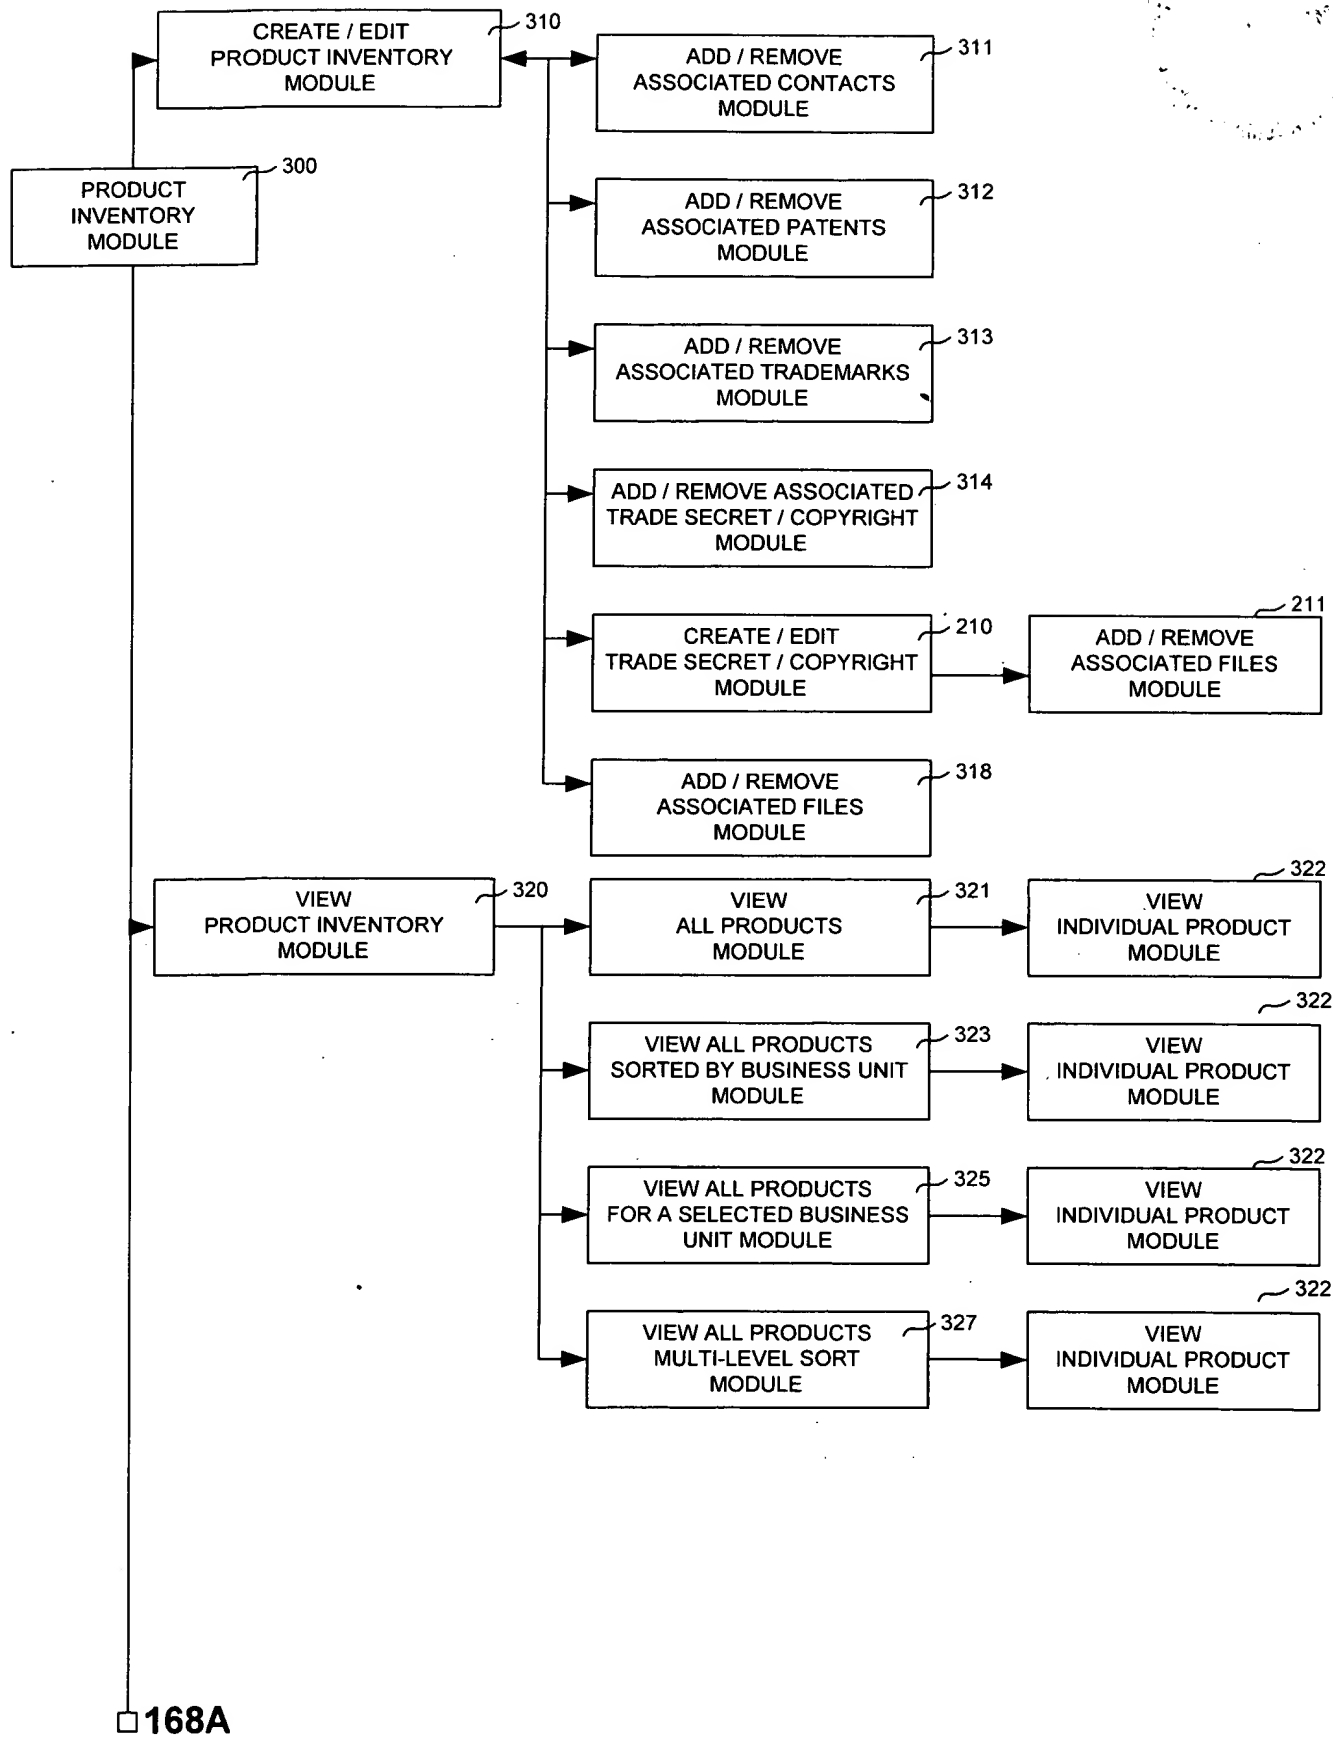 CREATE / EDIT
PRODUCT INVENTORY
MODULE
310
ADD / REMOVE
ASSOCIATED CONTACTS
MODULE
311
PRODUCT
INVENTORY
MODULE
300
ADD / REMOVE
ASSOCIATED PATENTS
MODULE
312
ADD / REMOVE
ASSOCIATED TRADEMARKS
MODULE
313
ADD / REMOVE ASSOCIATED
TRADE SECRET / COPYRIGHT
MODULE
314
CREATE / EDIT
TRADE SECRET / COPYRIGHT
MODULE
210
ADD / REMOVE
ASSOCIATED FILES
MODULE
211
ADD / REMOVE
ASSOCIATED FILES
MODULE
318
VIEW
PRODUCT INVENTORY
MODULE
320
VIEW
ALL PRODUCTS
MODULE
321
VIEW
INDIVIDUAL PRODUCT
MODULE
322
VIEW ALL PRODUCTS
SORTED BY BUSINESS UNIT
MODULE
323
VIEW
INDIVIDUAL PRODUCT
MODULE
322
VIEW ALL PRODUCTS
FOR A SELECTED BUSINESS
UNIT MODULE
325
VIEW
INDIVIDUAL PRODUCT
MODULE
322
VIEW ALL PRODUCTS
MULTI-LEVEL SORT
MODULE
327
VIEW
INDIVIDUAL PRODUCT
MODULE
322
168A